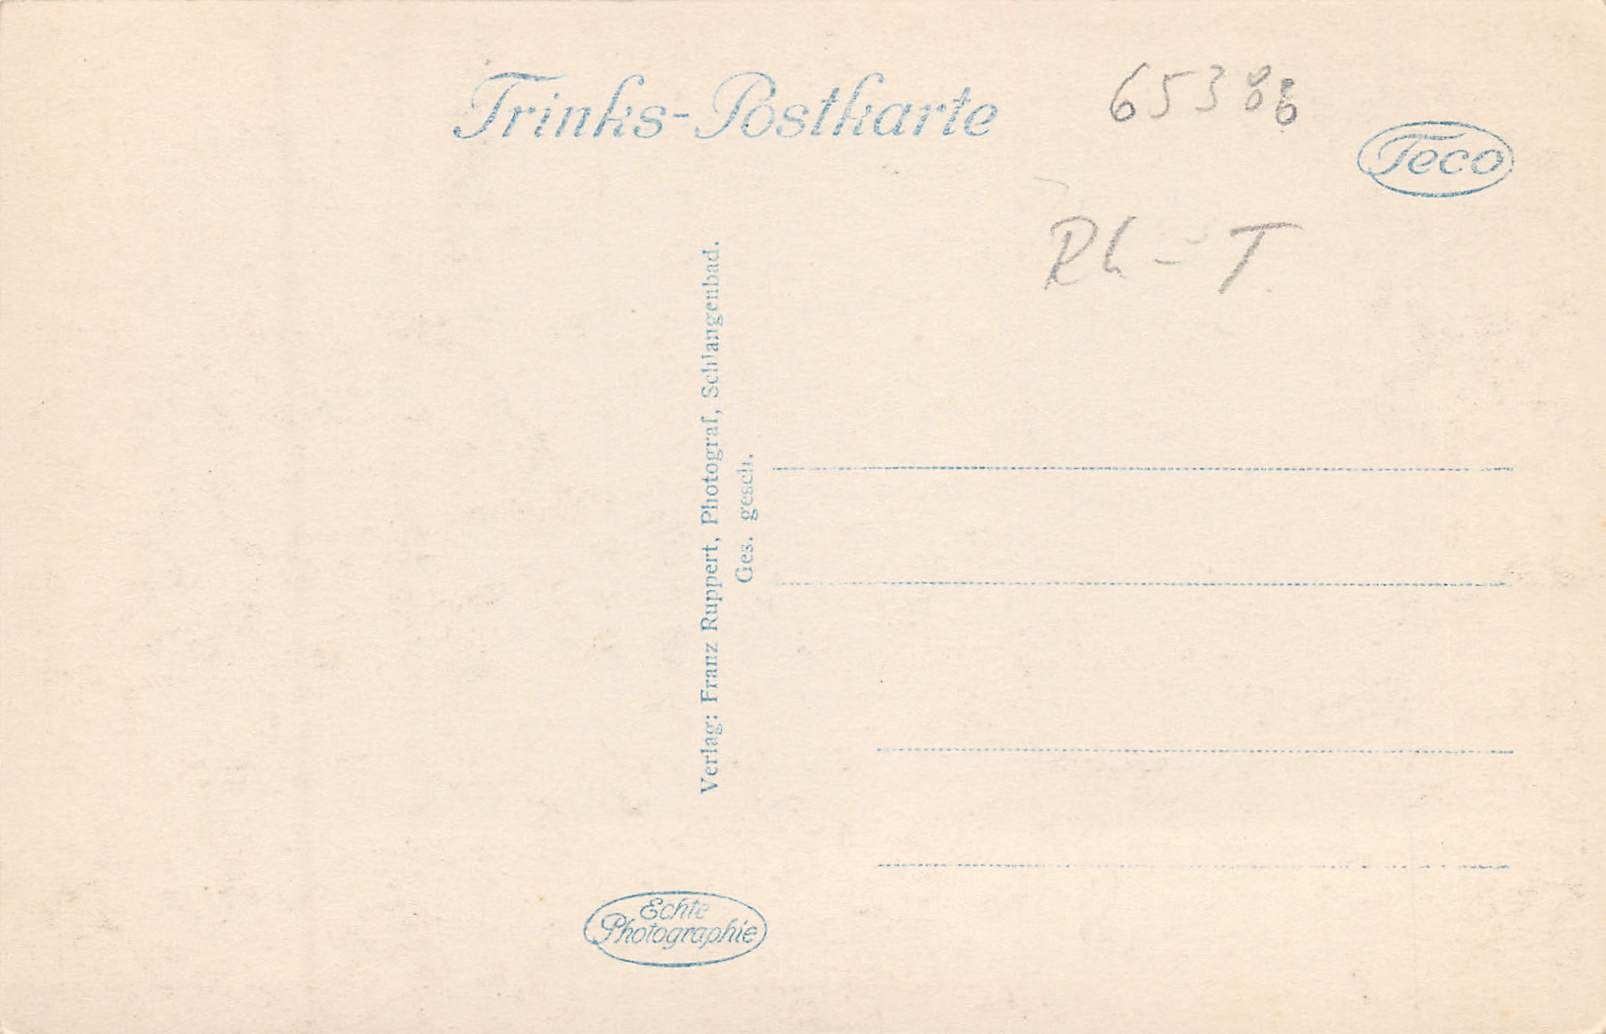 Trinks-Postkarte
65388
Teco
Rh - T
Verlag: Franz Ruppert, Photograf, Schlangenbad.
Ges. gesch.
Echte
Photographie